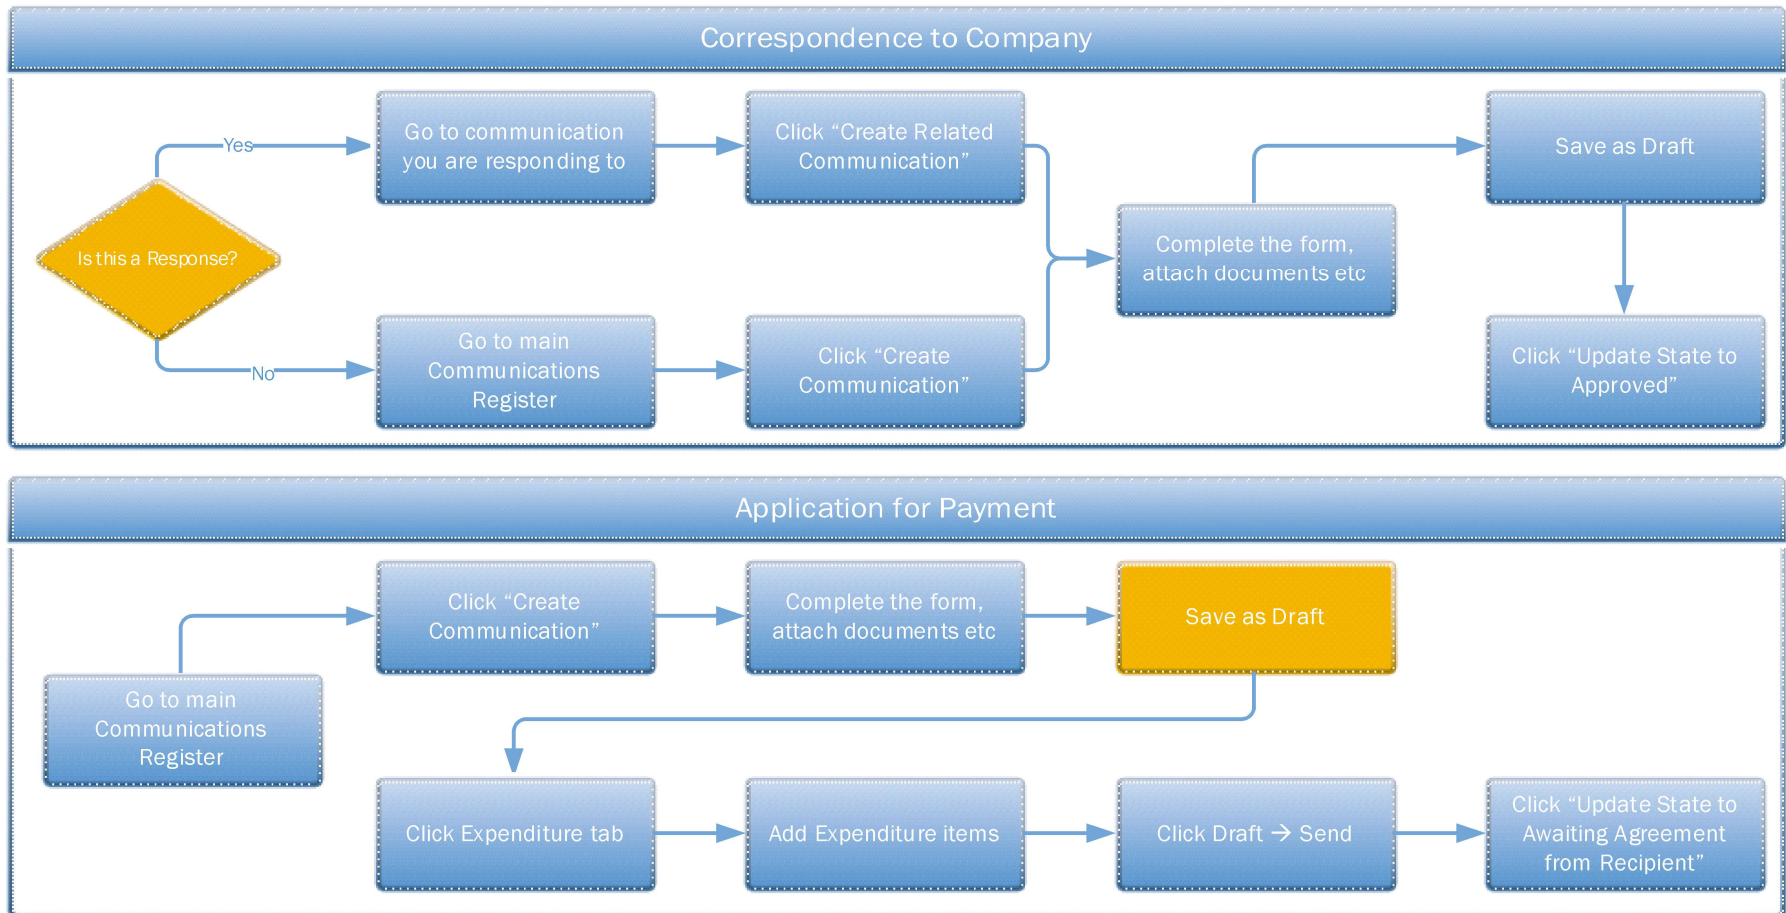 Correspondence to Company
Yes
Go to communication
you are responding to
Click “Create Related
Communication”
Save as Draft
Is this a Response?
Complete the form,
attach documents etc
No
Go to main
Communications
Register
Click “Create
Communication”
Click “Update State to
Approved”
Application for Payment
Click “Create
Communication”
Complete the form,
attach documents etc
Save as Draft
Go to main
Communications
Register
Click Expenditure tab
Add Expenditure items
Click Draft → Send
Click “Update State to
Awaiting Agreement
from Recipient”